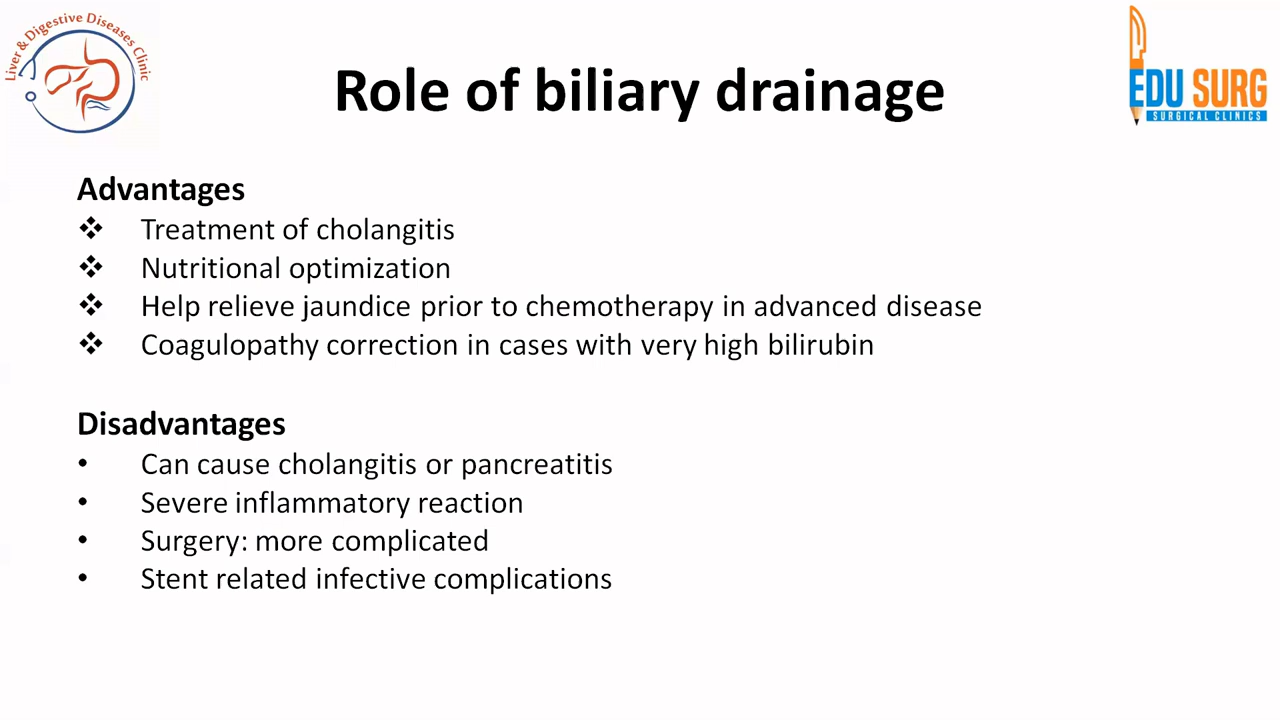 Liver & Digestive Diseases Clinic
EDU SURG
SURGICAL CLINICS
Role of biliary drainage
Advantages
❖ Treatment of cholangitis
❖ Nutritional optimization
❖ Help relieve jaundice prior to chemotherapy in advanced disease
❖ Coagulopathy correction in cases with very high bilirubin
Disadvantages
• Can cause cholangitis or pancreatitis
• Severe inflammatory reaction
• Surgery: more complicated
• Stent related infective complications